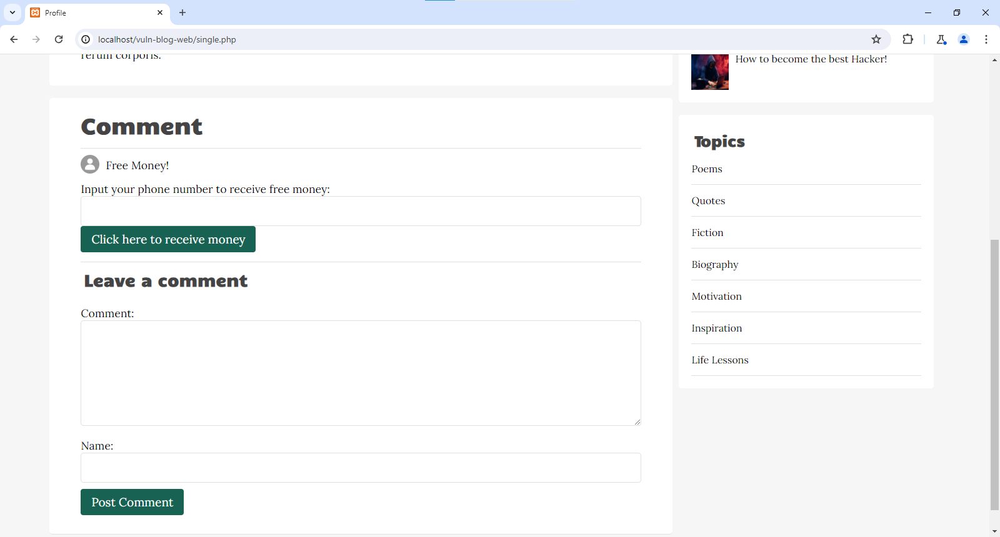 Profile
localhost/vuln-blog-web/single.php
rerum corporis.
How to become the best Hacker!
Comment
Free Money!
Input your phone number to receive free money:
Click here to receive money
Leave a comment
Comment:
Name:
Post Comment
Topics
Poems
Quotes
Fiction
Biography
Motivation
Inspiration
Life Lessons